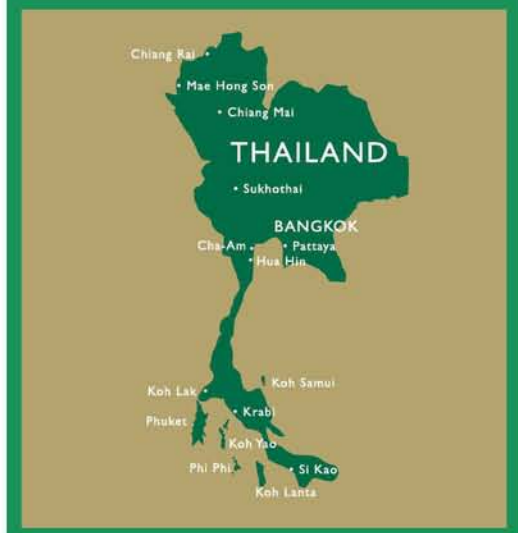 Chiang Rai
Mae Hong Son
Chiang Mai
THAILAND
Sukhothai
BANGKOK
Cha-Am
Pattaya
Hua Hin
Koh Samui
Koh Lak
Krabi
Phuket
Koh Yao
Phi Phi
Si Kao
Koh Lanta